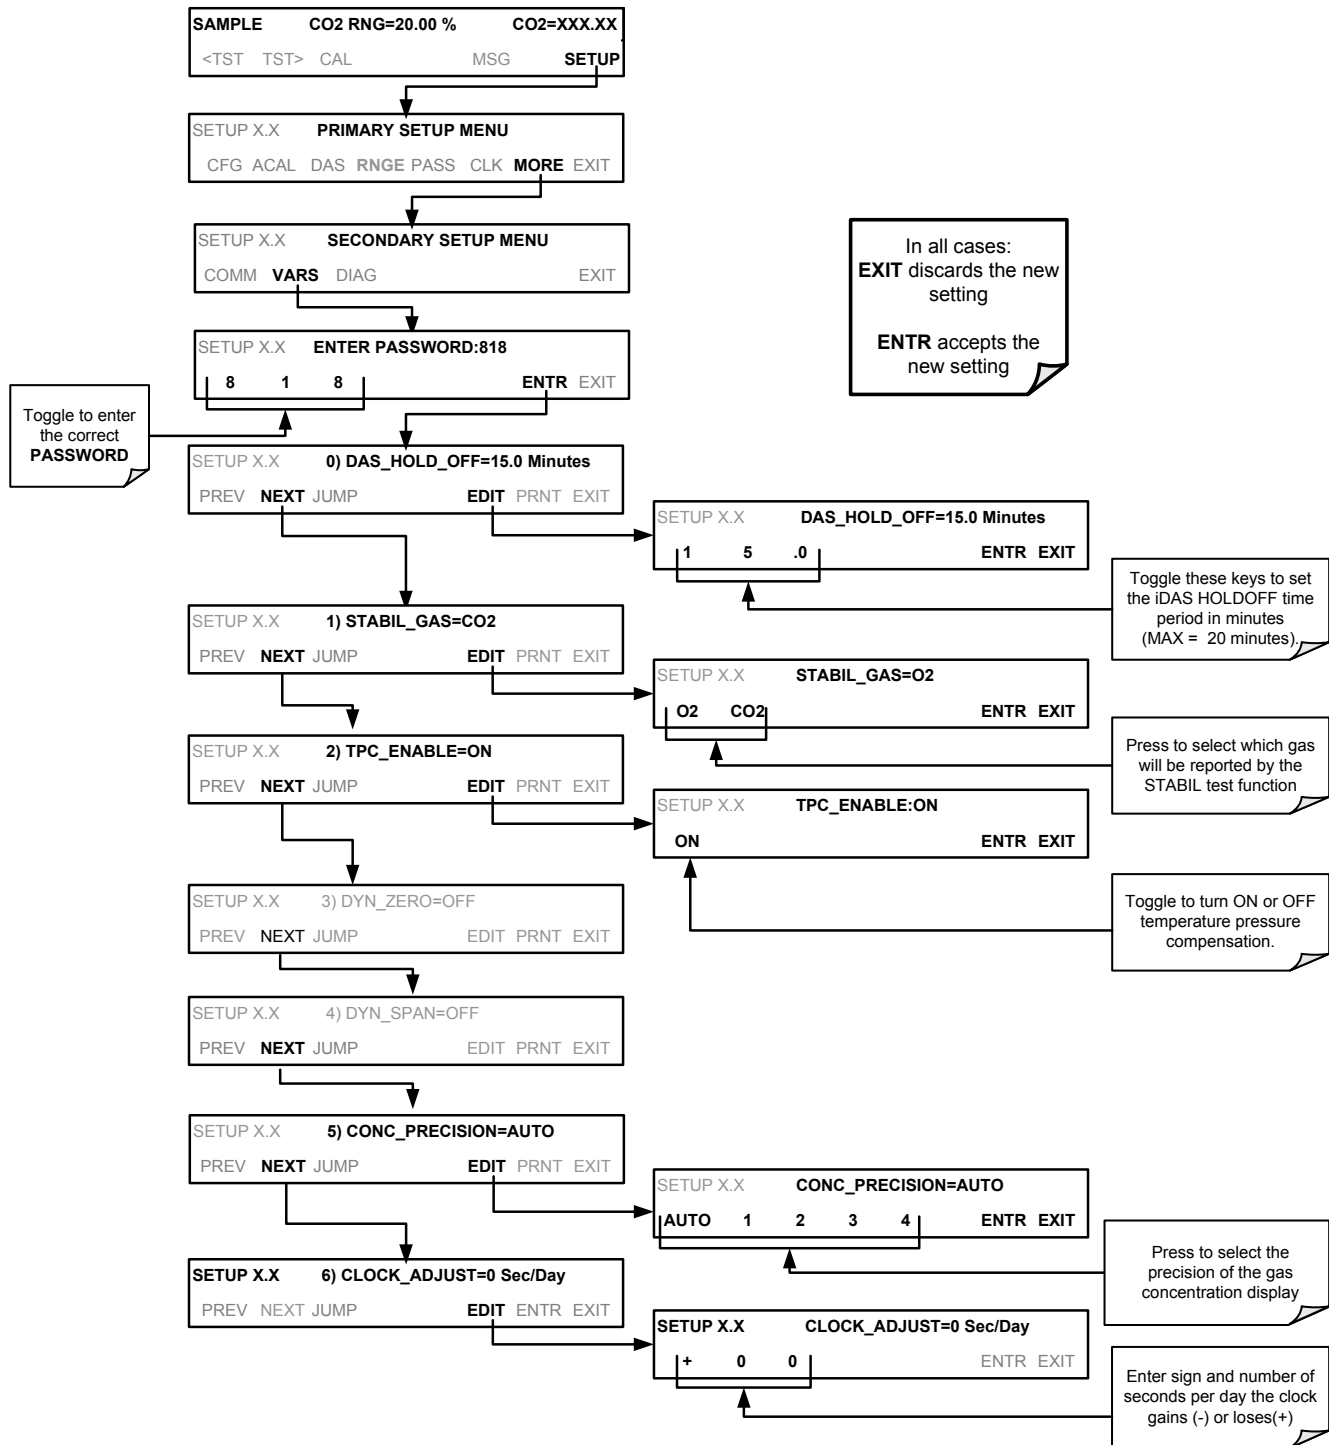 SAMPLE CO2 RNG=20.00 % CO2=XXX.XX
<TST TST> CAL MSG SETUP
SETUP X.X PRIMARY SETUP MENU
CFG ACAL DAS RNGE PASS CLK MORE EXIT
SETUP X.X SECONDARY SETUP MENU
COMM VARS DIAG EXIT
In all cases:
EXIT discards the new
setting
ENTR accepts the
new setting
SETUP X.X ENTER PASSWORD:818
8 1 8 ENTR EXIT
Toggle to enter
the correct
PASSWORD
SETUP X.X 0) DAS_HOLD_OFF=15.0 Minutes
PREV NEXT JUMP EDIT PRNT EXIT
SETUP X.X DAS_HOLD_OFF=15.0 Minutes
1 5 .0 ENTR EXIT
Toggle these keys to set
the iDAS HOLDOFF time
period in minutes
(MAX = 20 minutes).
SETUP X.X 1) STABIL_GAS=CO2
PREV NEXT JUMP EDIT PRNT EXIT
SETUP X.X STABIL_GAS=O2
O2 CO2 ENTR EXIT
Press to select which gas
will be reported by the
STABIL test function
SETUP X.X 2) TPC_ENABLE=ON
PREV NEXT JUMP EDIT PRNT EXIT
SETUP X.X TPC_ENABLE:ON
ON ENTR EXIT
Toggle to turn ON or OFF
temperature pressure
compensation.
SETUP X.X 3) DYN_ZERO=OFF
PREV NEXT JUMP EDIT PRNT EXIT
SETUP X.X 4) DYN_SPAN=OFF
PREV NEXT JUMP EDIT PRNT EXIT
SETUP X.X 5) CONC_PRECISION=AUTO
PREV NEXT JUMP EDIT PRNT EXIT
SETUP X.X CONC_PRECISION=AUTO
AUTO 1 2 3 4 ENTR EXIT
Press to select the
precision of the gas
concentration display
SETUP X.X 6) CLOCK_ADJUST=0 Sec/Day
PREV NEXT JUMP EDIT ENTR EXIT
SETUP X.X CLOCK_ADJUST=0 Sec/Day
+ 0 0 ENTR EXIT
Enter sign and number of
seconds per day the clock
gains (-) or loses(+)